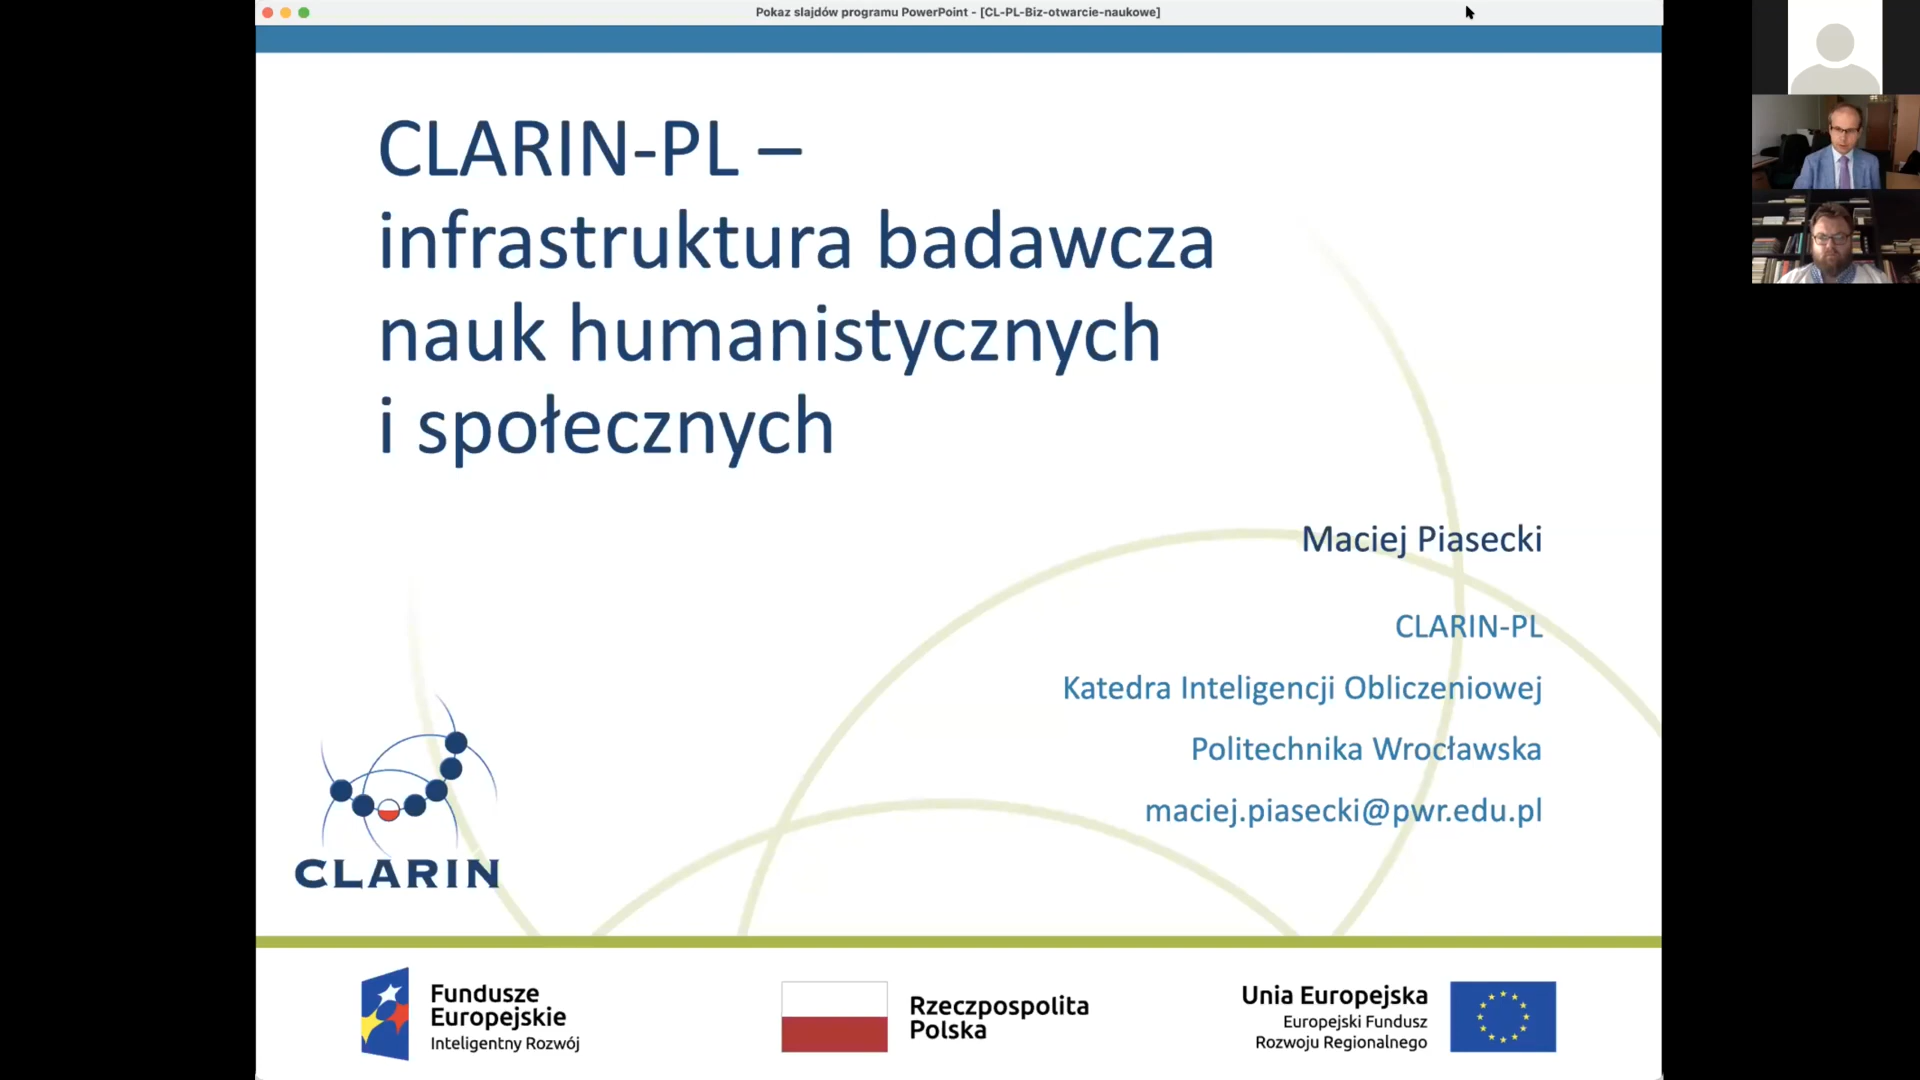 Pokaz slajdów programu PowerPoint - [CL-PL-Biz-otwarcie-naukowe]
CLARIN-PL –
infrastruktura badawcza
nauk humanistycznych
i społecznych
Maciej Piasecki
CLARIN-PL
Katedra Inteligencji Obliczeniowej
Politechnika Wrocławska
maciej.piasecki@pwr.edu.pl
CLARIN
Fundusze
Europejskie
Inteligentny Rozwój
Rzeczpospolita
Polska
Unia Europejska
Europejski Fundusz
Rozwoju Regionalnego